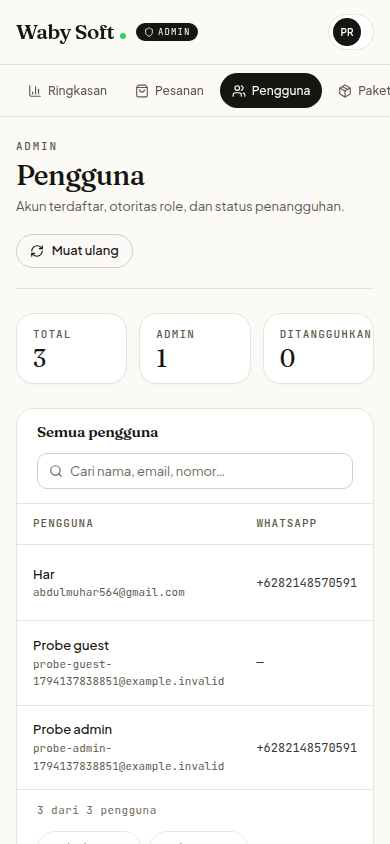 Waby Soft
ADMIN
PR
Ringkasan
Pesanan
Pengguna
Paket
ADMIN
Pengguna
Akun terdaftar, otoritas role, dan status penangguhan.
Muat ulang
TOTAL
3
ADMIN
1
DITANGGUHKAN
0
Semua pengguna
Cari nama, email, nomor…
PENGGUNA WHATSAPP
Har
abdulmuhar564@gmail.com
+6282148570591
Probe guest
probe-guest-
1794137838851@example.invalid
—
Probe admin
probe-admin-
1794137838851@example.invalid
+6282148570591
3 dari 3 pengguna